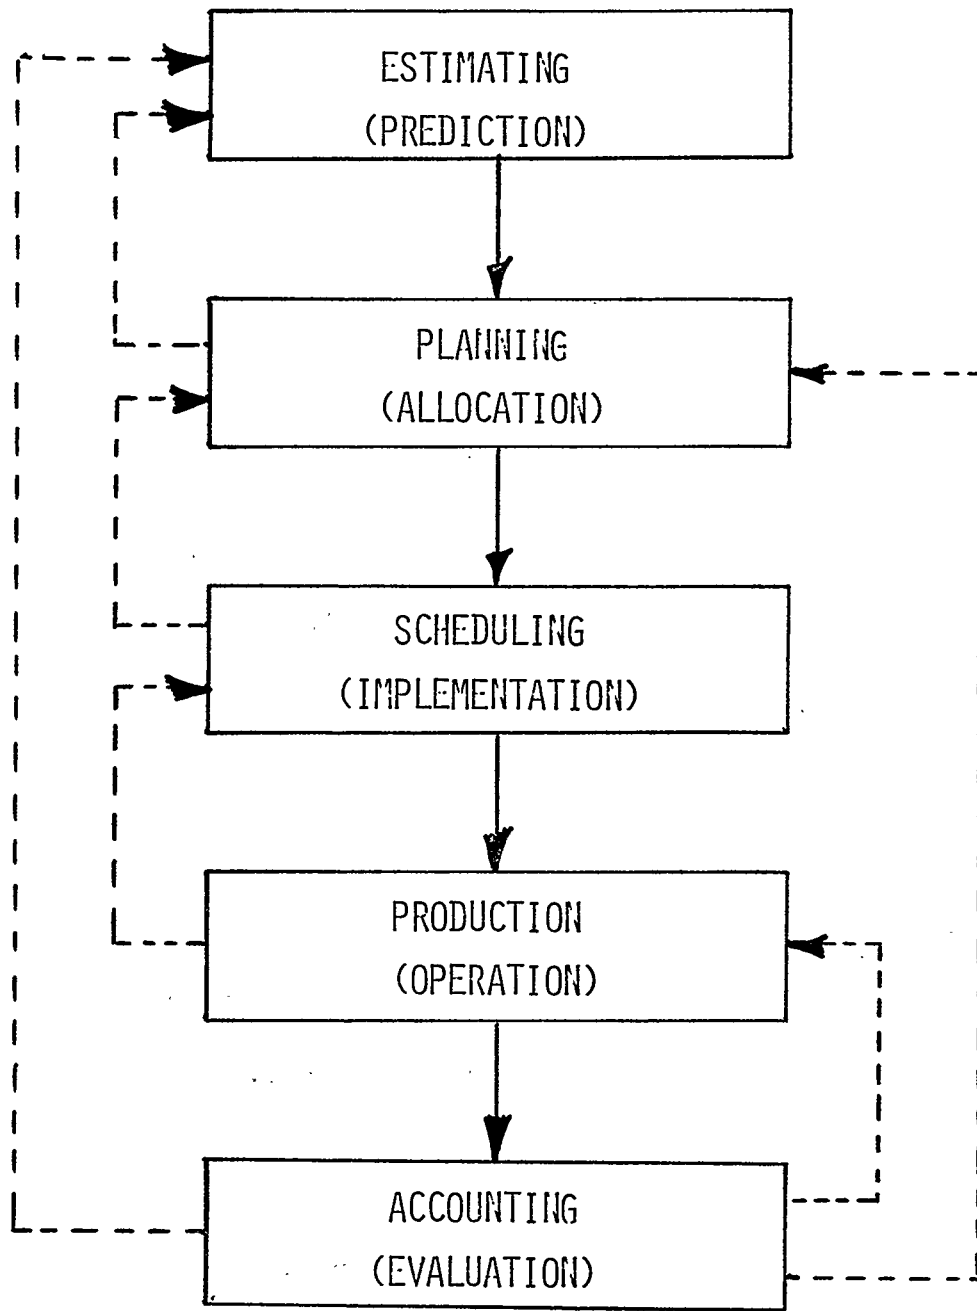 ESTIMATING
(PREDICTION)
PLANNING
(ALLOCATION)
SCHEDULING
(IMPLEMENTATION)
PRODUCTION
(OPERATION)
ACCOUNTING
(EVALUATION)